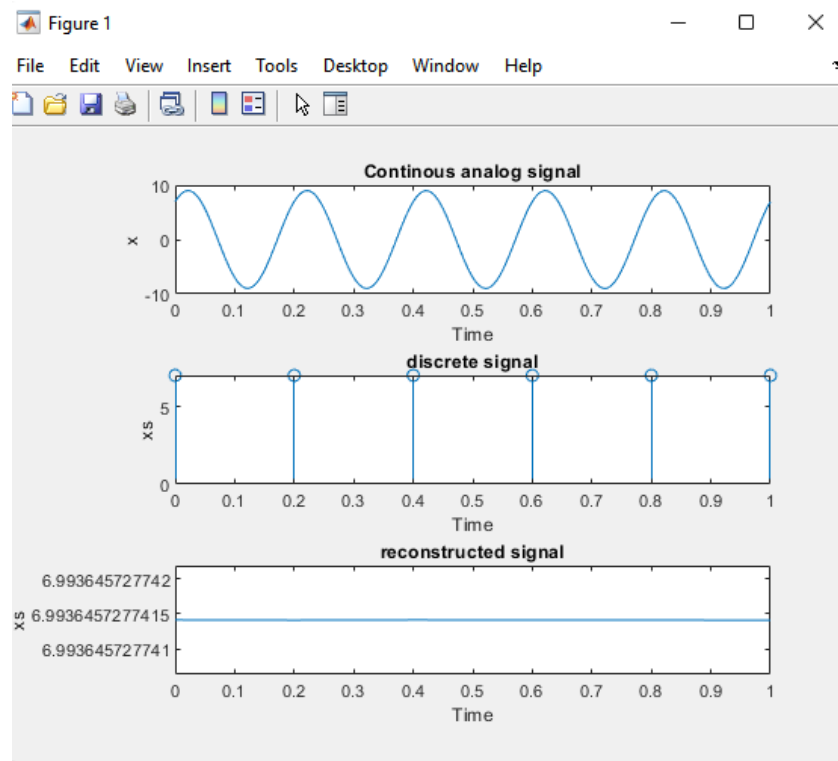 Figure 1
File Edit View Insert Tools Desktop Window Help
Continous analog signal
10
0
-10
x
0 0.1 0.2 0.3 0.4 0.5 0.6 0.7 0.8 0.9 1
Time
discrete signal
5
0
xs
0 0.1 0.2 0.3 0.4 0.5 0.6 0.7 0.8 0.9 1
Time
reconstructed signal
6.993645727742
6.9936457277415
6.993645727741
xs
0 0.1 0.2 0.3 0.4 0.5 0.6 0.7 0.8 0.9 1
Time